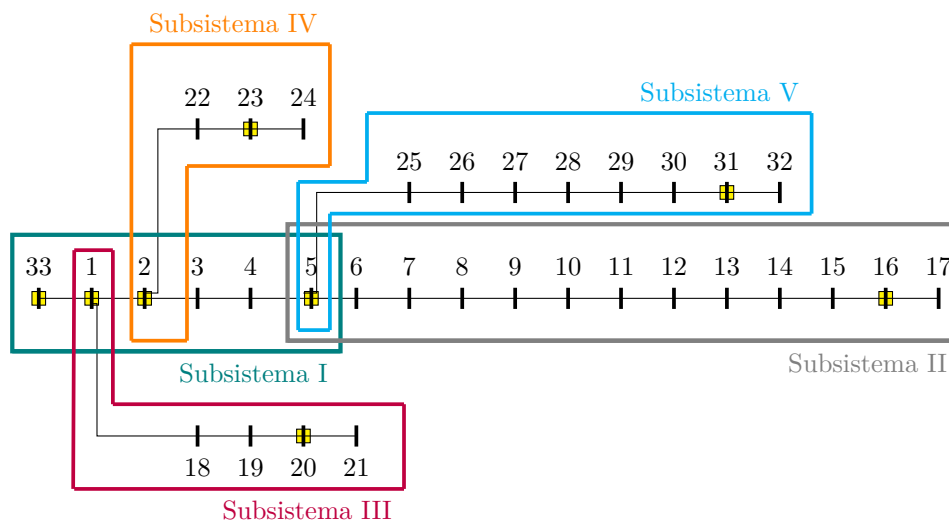 Subsistema IV
22 23 24
Subsistema V
25 26 27 28 29 30 31 32
33 1 2 3 4 5 6 7 8 9 10 11 12 13 14 15 16 17
Subsistema I
Subsistema II
18 19 20 21
Subsistema III